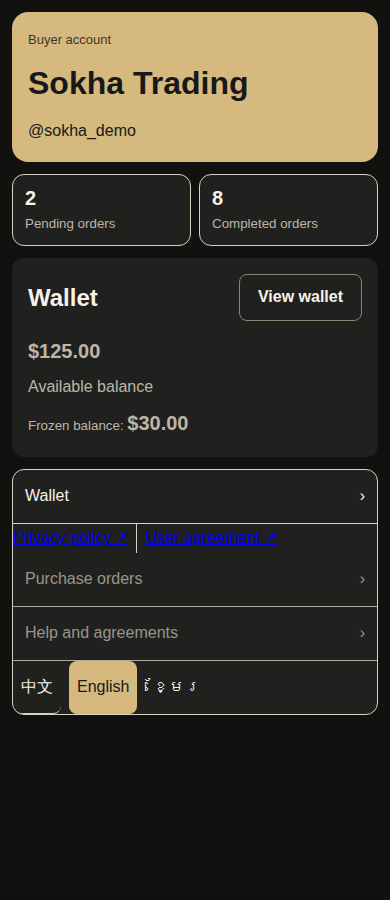 Buyer account
Sokha Trading
@sokha_demo
2
Pending orders
8
Completed orders
Wallet
View wallet
$125.00
Available balance
Frozen balance: $30.00
Wallet ›
Privacy policy ↗
User agreement ↗
Purchase orders ›
Help and agreements ›
中文
English
ខ្មែរ